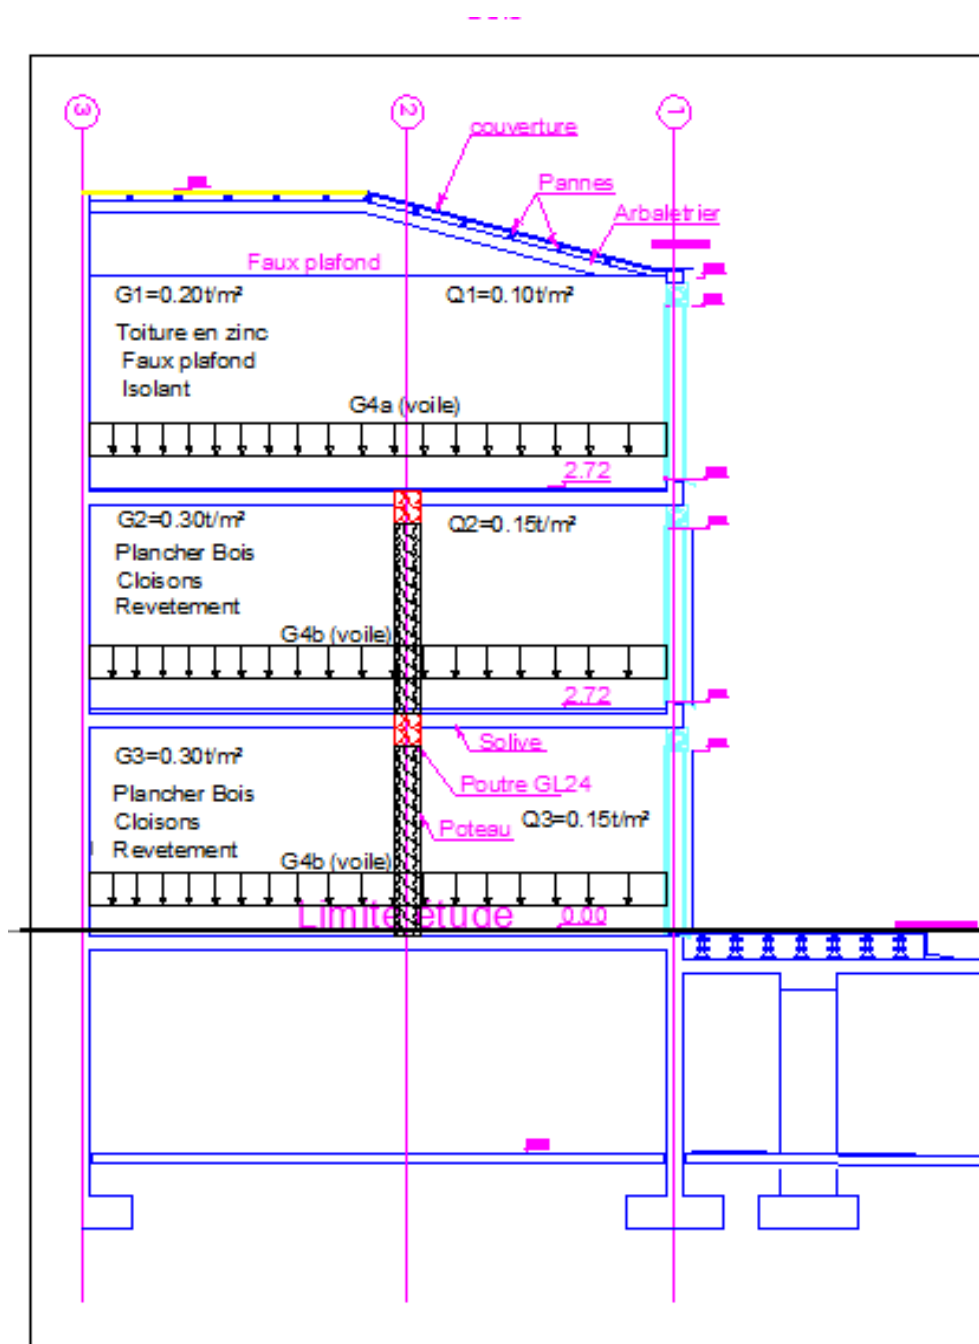 3
2
1
couverture
Pannes
Arbaletrier
Faux plafond
G1=0.20t/m²
Q1=0.10t/m²
Toiture en zinc
Faux plafond
Isolant
G4a (voile)
2.72
G2=0.30t/m²
Q2=0.15t/m²
Plancher Bois
Cloisons
Revetement
G4b (voile)
2.72
Solive
G3=0.30t/m²
Poutre GL24
Plancher Bois
Cloisons
Q3=0.15t/m²
Poteau
Revetement
G4b (voile)
Limite étude
0.00